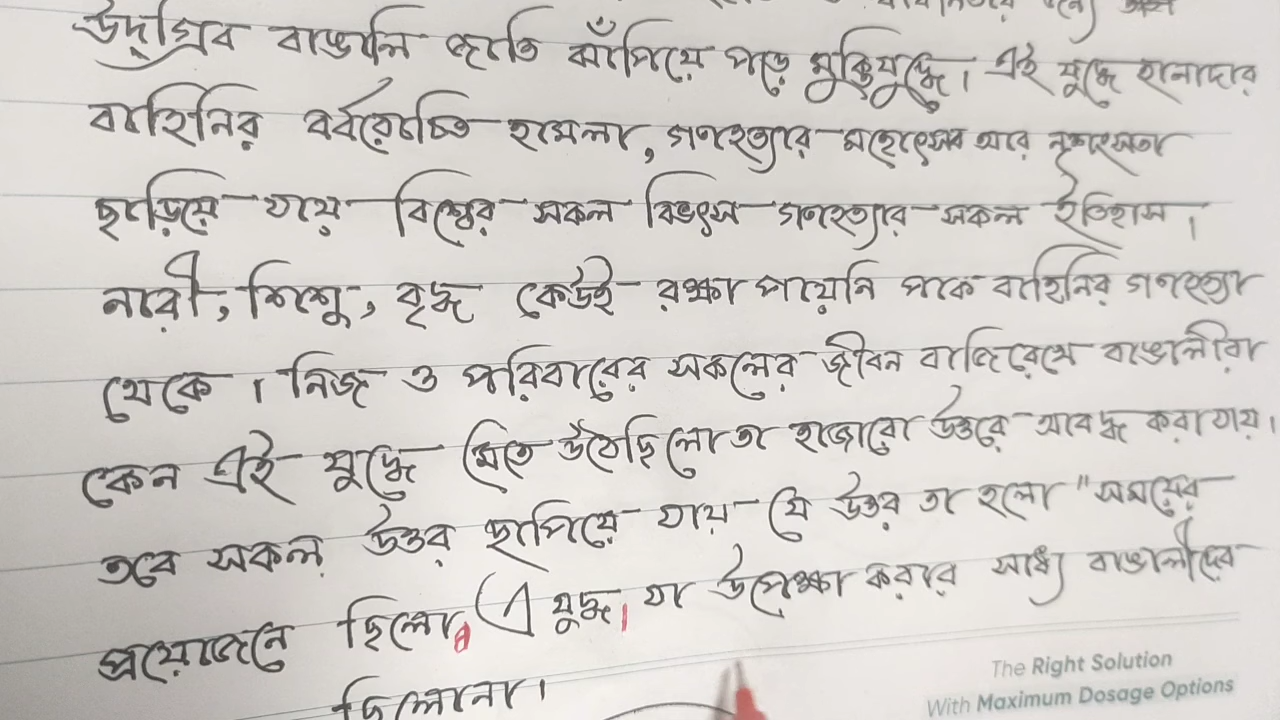 উদ্গ্রিব বাঙালি জাতি ঝাঁপিয়ে পড়ে মুক্তিযুদ্ধে। এই যুদ্ধে হানাদার
বাহিনির বর্বরোচিত হামলা, গণহত্যার মহোৎসব আর নৃশংসতা
ছাড়িয়ে যায় বিশ্বের সকল বিভৎস গণহত্যার সকল ইতিহাস।
নারী, শিশু, বৃদ্ধ কেউই রক্ষা পায়নি পাক বাহিনির গণহত্যা
থেকে। নিজ ও পরিবারের সকলের জীবন বাজি রেখে বাঙালীরা
কেন এই যুদ্ধে মেতে উঠেছিলো তা হাজারো উত্তরে আবদ্ধ করা যায়।
তবে সকল উত্তর ছাপিয়ে যায় যে উত্তর তা হলো "সময়ের
প্রয়োজনে ছিলো এ যুদ্ধ। যা উপেক্ষা করার সাধ্য বাঙালীদের
ছিলোনা।
The Right Solution
With Maximum Dosage Options